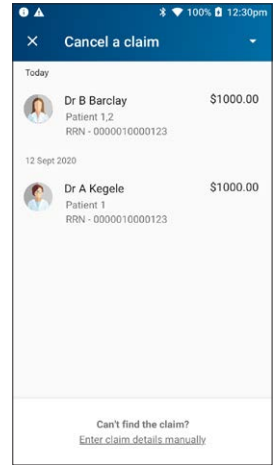 100% 12:30pm
Cancel a claim
Today
Dr B Barclay $1000.00
Patient 1,2
RRN - 0000010000123
12 Sept 2020
Dr A Kegele $1000.00
Patient 1
RRN - 0000010000123
Can't find the claim?
Enter claim details manually